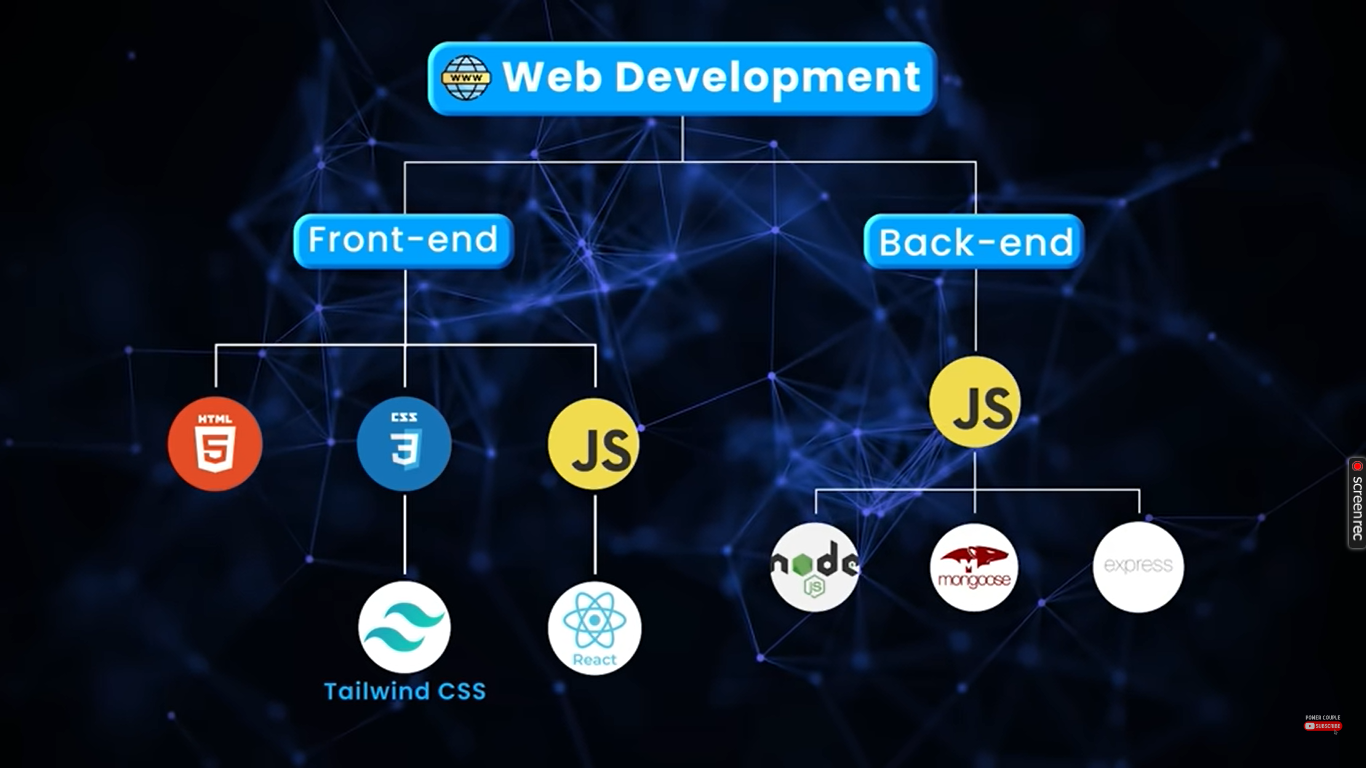 WWW
Web Development
Front-end
Back-end
HTML
5
CSS
3
JS
JS
node
JS
M
mongoose
express
React
Tailwind CSS
screenrec
POWER COUPLE
SUBSCRIBE